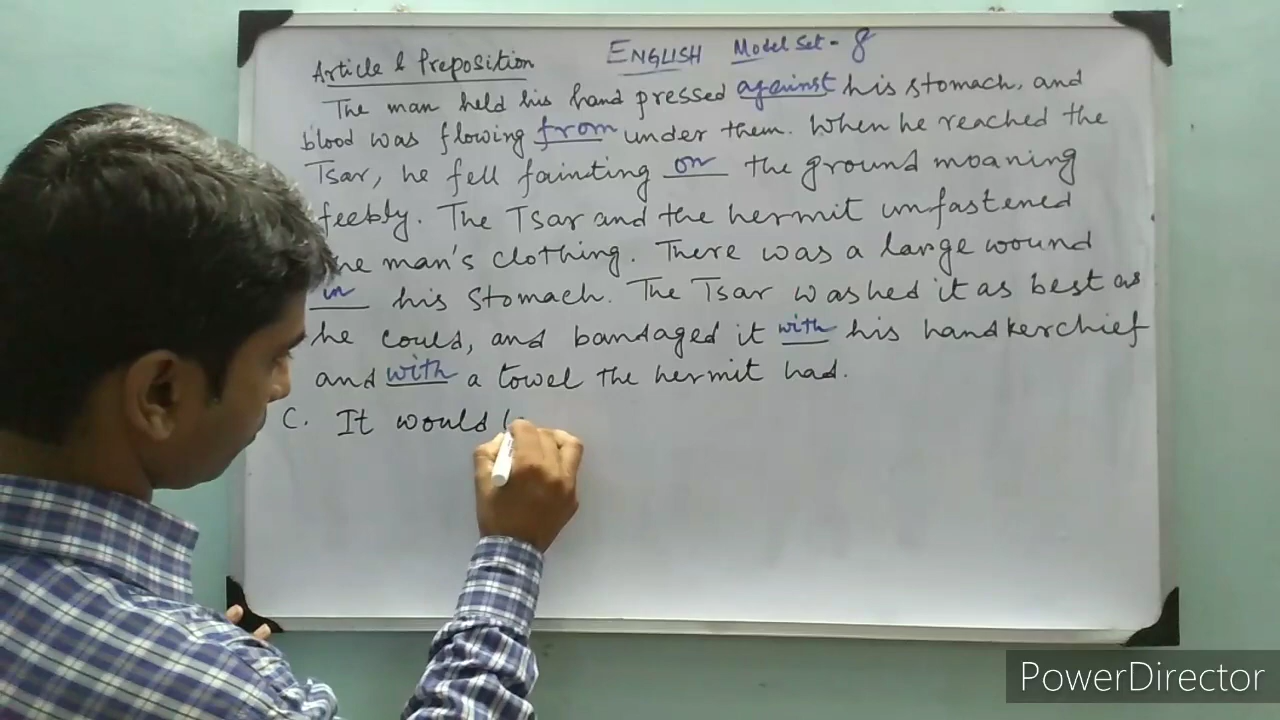 Article & Preposition ENGLISH Model Set - 8
The man held his hand pressed against his stomach, and
blood was flowing from under them. When he reached the
Tsar, he fell fainting on the ground moaning
feebly. The Tsar and the hermit unfastened
he man's clothing. There was a large wound
in his stomach. The Tsar washed it as best as
he could, and bandaged it with his handkerchief
and with a towel the hermit had.
C. It would
PowerDirector